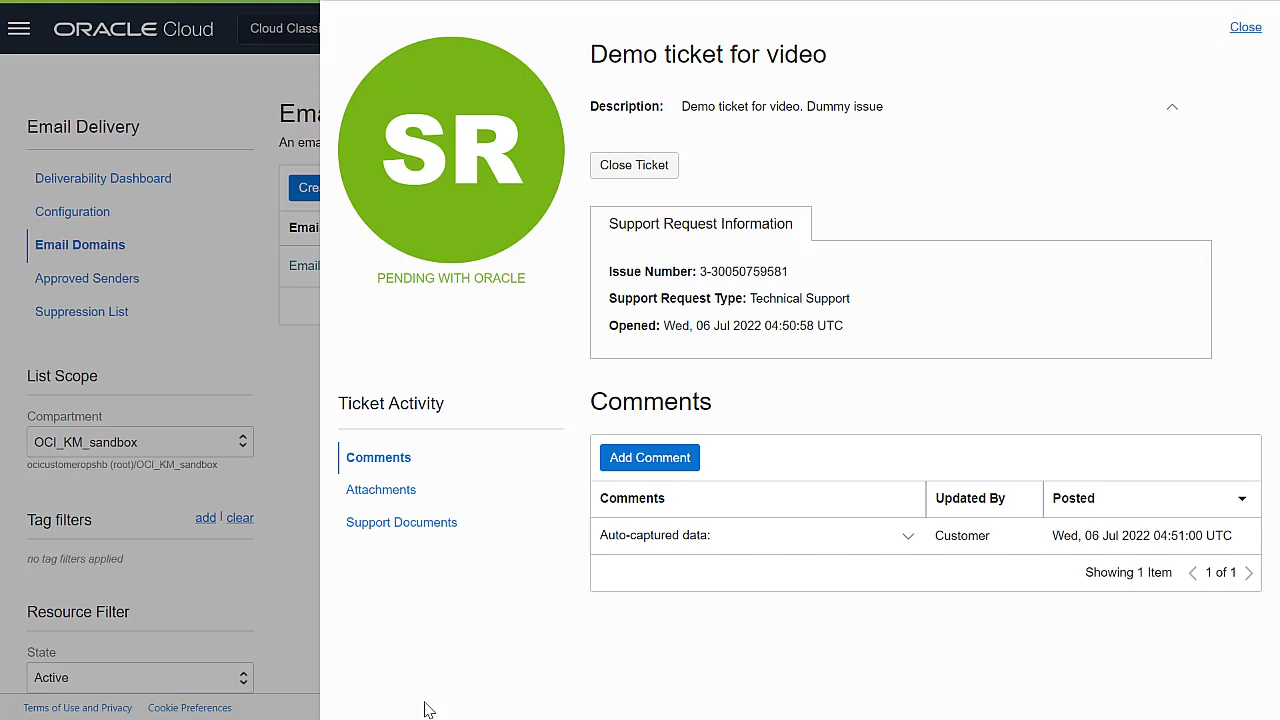 ORACLE Cloud
Cloud Classi
Email Delivery
Deliverability Dashboard
Configuration
Email Domains
Approved Senders
Suppression List
List Scope
Compartment
OCI_KM_sandbox
ocicustomeropshb (root)/OCI_KM_sandbox
Tag filters
add | clear
no tag filters applied
Resource Filter
State
Active
Terms of Use and Privacy
Cookie Preferences
Ema
An ema
Crea
Emai
Email
Close
SR
PENDING WITH ORACLE
Demo ticket for video
Description: Demo ticket for video. Dummy issue
Close Ticket
Support Request Information
Issue Number: 3-30050759581
Support Request Type: Technical Support
Opened: Wed, 06 Jul 2022 04:50:58 UTC
Ticket Activity
Comments
Attachments
Support Documents
Comments
Add Comment
Comments Updated By Posted
Auto-captured data: Customer Wed, 06 Jul 2022 04:51:00 UTC
Showing 1 Item 1 of 1